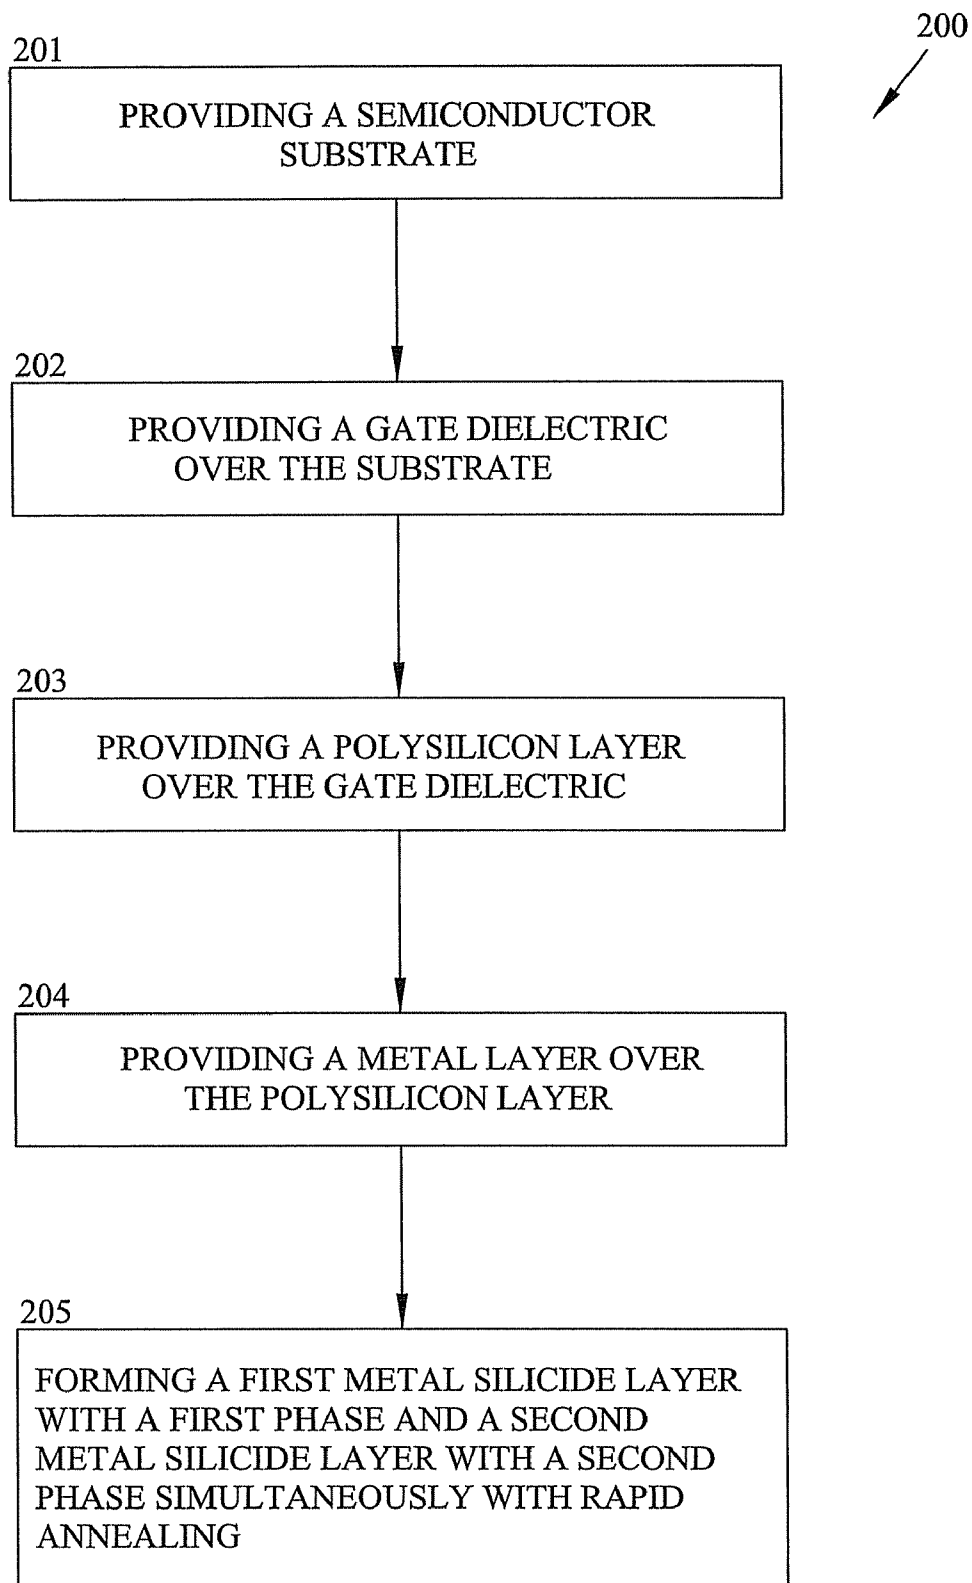 200
201
PROVIDING A SEMICONDUCTOR
SUBSTRATE
202
PROVIDING A GATE DIELECTRIC
OVER THE SUBSTRATE
203
PROVIDING A POLYSILICON LAYER
OVER THE GATE DIELECTRIC
204
PROVIDING A METAL LAYER OVER
THE POLYSILICON LAYER
205
FORMING A FIRST METAL SILICIDE LAYER
WITH A FIRST PHASE AND A SECOND
METAL SILICIDE LAYER WITH A SECOND
PHASE SIMULTANEOUSLY WITH RAPID
ANNEALING